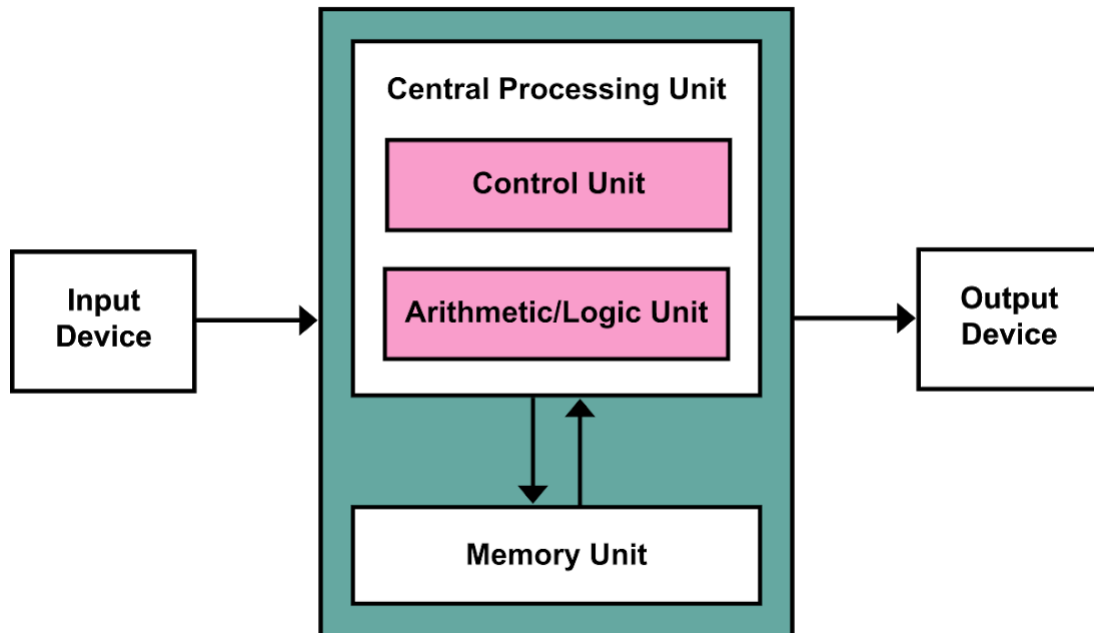 Central Processing Unit
Control Unit
Arithmetic/Logic Unit
Input
Device
Output
Device
Memory Unit